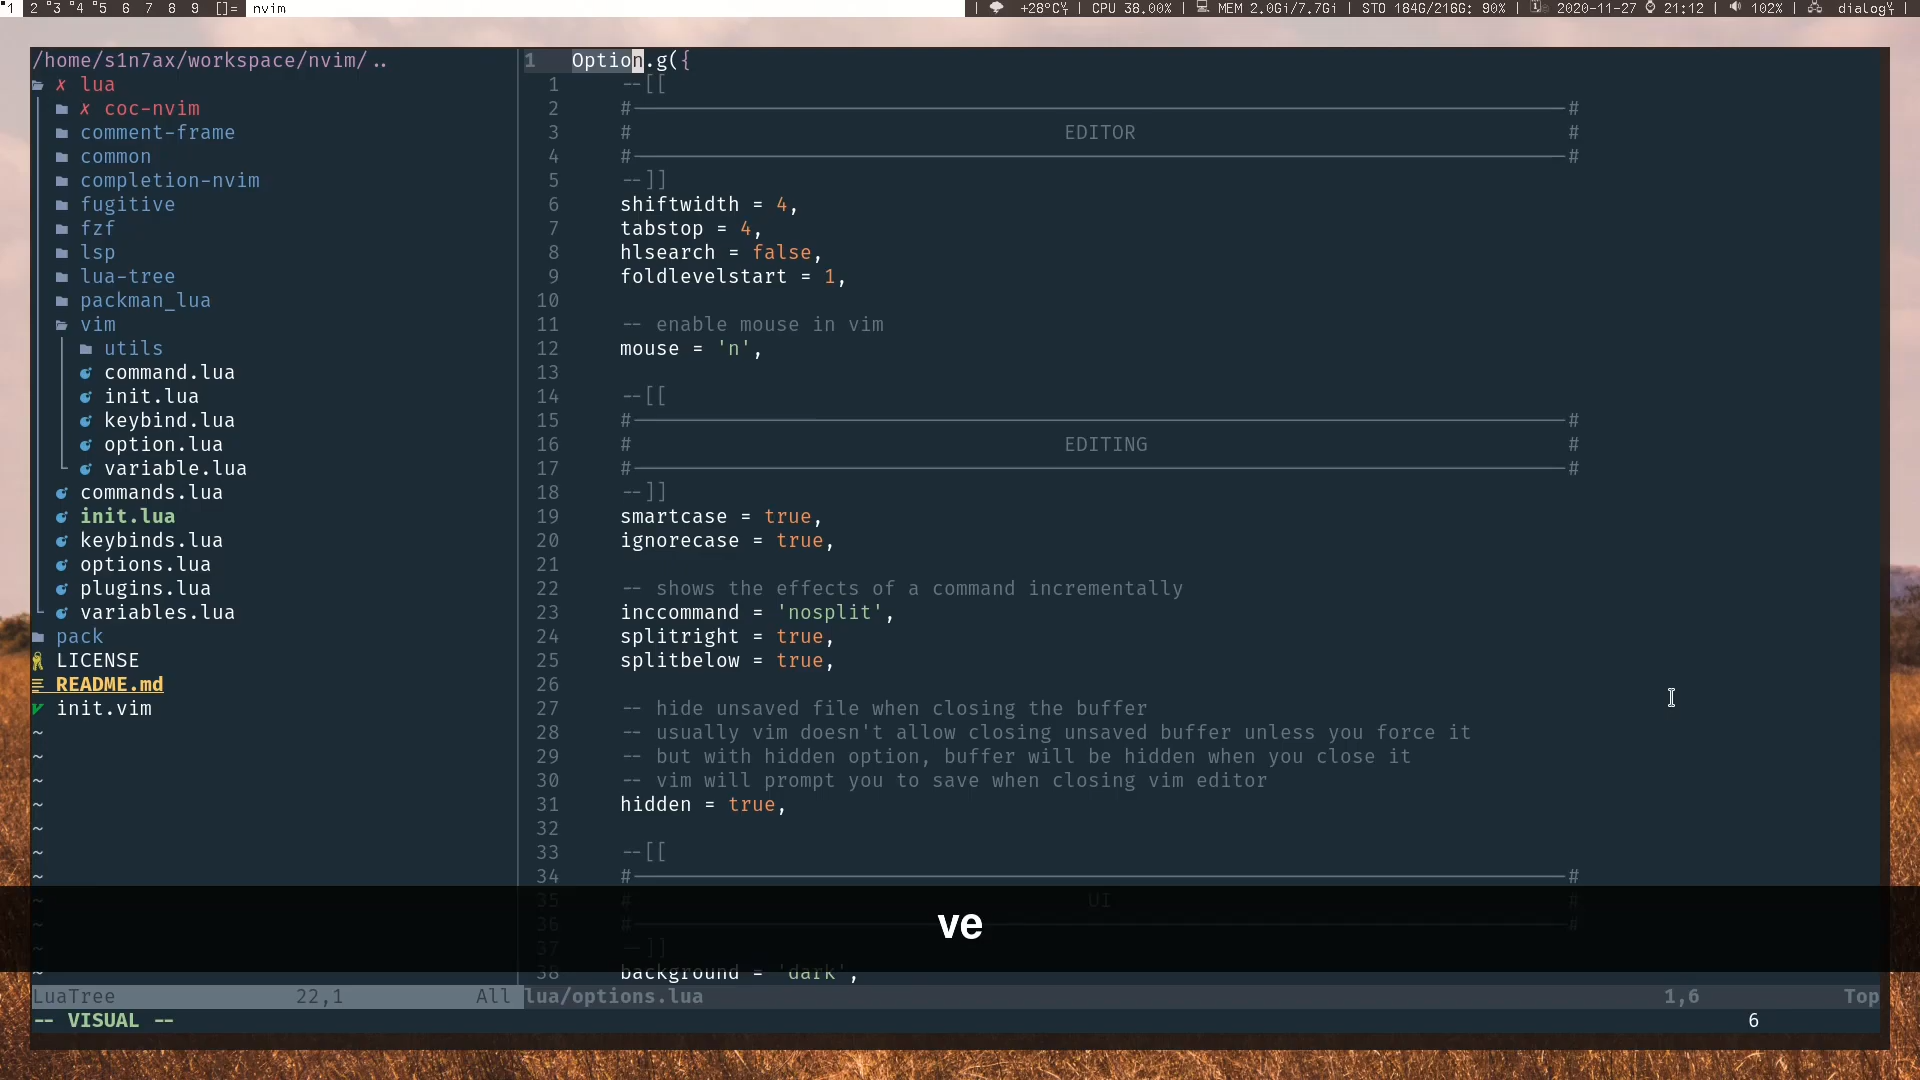 1 2 3 4 5 6 7 8 9 []= nvim
| +28°C | CPU 38.00% | MEM 2.0Gi/7.7Gi | STO 184G/216G: 90% | 2020-11-27 21:12 | 102% | dialog |
/home/s1n7ax/workspace/nvim/..
✗ lua
✗ coc-nvim
comment-frame
common
completion-nvim
fugitive
fzf
lsp
lua-tree
packman_lua
vim
utils
command.lua
init.lua
keybind.lua
option.lua
variable.lua
commands.lua
init.lua
keybinds.lua
options.lua
plugins.lua
variables.lua
pack
LICENSE
README.md
init.vim
~
~
~
~
~
~
~
~
~
~
~
1 Option.g({
1 --[[
2 #──────────#
3 # EDITOR #
4 #──────────#
5 --]]
6 shiftwidth = 4,
7 tabstop = 4,
8 hlsearch = false,
9 foldlevelstart = 1,
10
11 -- enable mouse in vim
12 mouse = 'n',
13
14 --[[
15 #──────────#
16 # EDITING #
17 #──────────#
18 --]]
19 smartcase = true,
20 ignorecase = true,
21
22 -- shows the effects of a command incrementally
23 inccommand = 'nosplit',
24 splitright = true,
25 splitbelow = true,
26
27 -- hide unsaved file when closing the buffer
28 -- usually vim doesn't allow closing unsaved buffer unless you force it
29 -- but with hidden option, buffer will be hidden when you close it
30 -- vim will prompt you to save when closing vim editor
31 hidden = true,
32
33 --[[
34 #──────────#
35 # UI #
36 #──────────#
37 --]]
38 background = 'dark',
ve
LuaTree 22,1 All lua/options.lua 1,6 Top
-- VISUAL -- 6